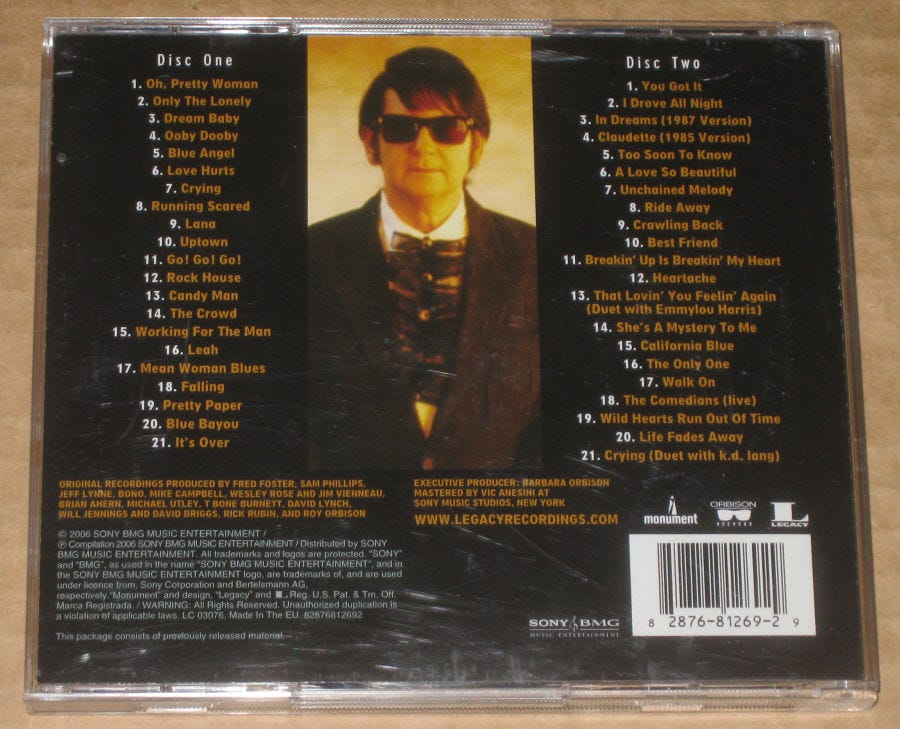 Disc One
1. Oh, Pretty Woman
2. Only The Lonely
3. Dream Baby
4. Ooby Dooby
5. Blue Angel
6. Love Hurts
7. Crying
8. Running Scared
9. Lana
10. Uptown
11. Go! Go! Go!
12. Rock House
13. Candy Man
14. The Crowd
15. Working For The Man
16. Leah
17. Mean Woman Blues
18. Falling
19. Pretty Paper
20. Blue Bayou
21. It's Over
Disc Two
1. You Got It
2. I Drove All Night
3. In Dreams (1987 Version)
4. Claudette (1985 Version)
5. Too Soon To Know
6. A Love So Beautiful
7. Unchained Melody
8. Ride Away
9. Crawling Back
10. Best Friend
11. Breakin' Up Is Breakin' My Heart
12. Heartache
13. That Lovin' You Feelin' Again
(Duet with Emmylou Harris)
14. She's A Mystery To Me
15. California Blue
16. The Only One
17. Walk On
18. The Comedians (live)
19. Wild Hearts Run Out Of Time
20. Life Fades Away
21. Crying (Duet with k.d. lang)
ORIGINAL RECORDINGS PRODUCED BY FRED FOSTER, SAM PHILLIPS,
JEFF LYNNE, BONO, MIKE CAMPBELL, WESLEY ROSE AND JIM VIENNEAU,
BRIAN AHERN, MICHAEL UTLEY, T BONE BURNETT, DAVID LYNCH,
WILL JENNINGS AND DAVID BRIGGS, RICK RUBIN, AND ROY ORBISON
EXECUTIVE PRODUCER: BARBARA ORBISON
MASTERED BY VIC ANESINI AT
SONY MUSIC STUDIOS, NEW YORK
WWW.LEGACYRECORDINGS.COM
© 2006 SONY BMG MUSIC ENTERTAINMENT /
℗ Compilation 2006 SONY BMG MUSIC ENTERTAINMENT / Distributed by SONY
BMG MUSIC ENTERTAINMENT. All trademarks and logos are protected. "SONY"
and "BMG", as used in the name "SONY BMG MUSIC ENTERTAINMENT", and in
the SONY BMG MUSIC ENTERTAINMENT logo, are trademarks of, and are used
under licence from, Sony Corporation and Bertelsmann AG,
respectively. "Monument" and design, "Legacy" and L Reg. U.S. Pat. & Tm. Off.
Marca Registrada. / WARNING: All Rights Reserved. Unauthorized duplication is
a violation of applicable laws. LC 03076. Made In The EU. 82876812692
This package consists of previously released material.
monument
ORBISON
RECORDS
L
LEGACY
SONY BMG
MUSIC ENTERTAINMENT
8 2876-81269-2 9